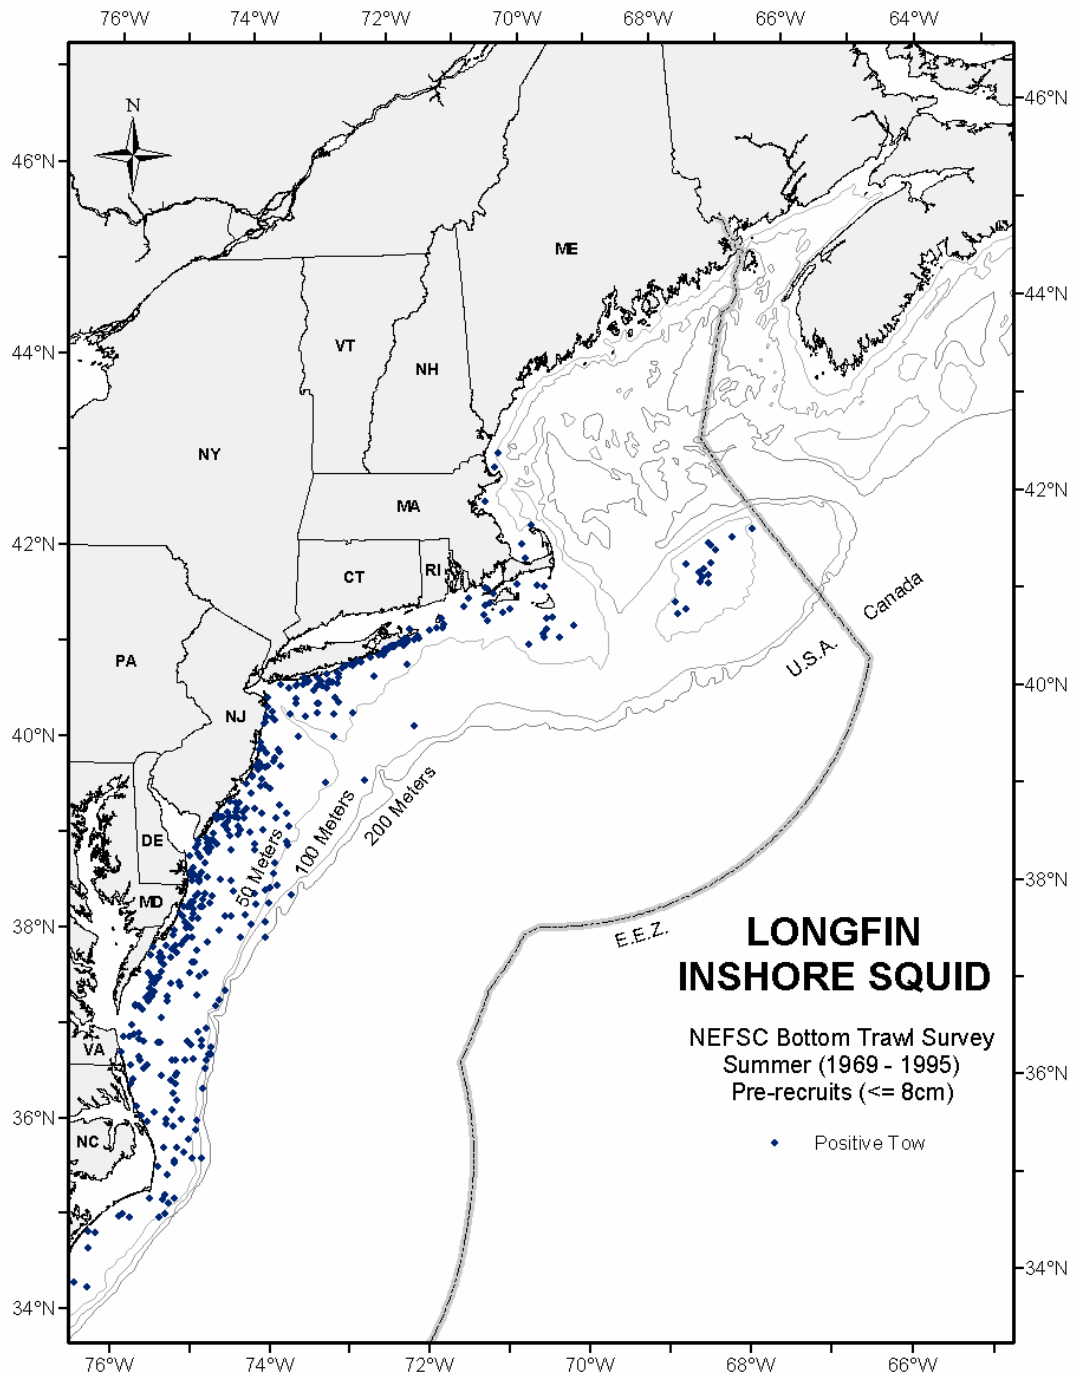 76°W 74°W 72°W 70°W 68°W 66°W 64°W
N
46°N
46°N
ME
44°N
VT
44°N
NH
NY
42°N
MA
42°N
CT
RI
Canada
PA
U.S.A.
40°N
NJ
40°N
200 Meters
100 Meters
50 Meters
DE
38°N
MD
38°N
E.E.Z.
LONGFIN
INSHORE SQUID
NEFSC Bottom Trawl Survey
Summer (1969 - 1995)
Pre-recruits (<= 8cm)
VA
36°N
36°N
NC
Positive Tow
34°N
34°N
76°W 74°W 72°W 70°W 68°W 66°W